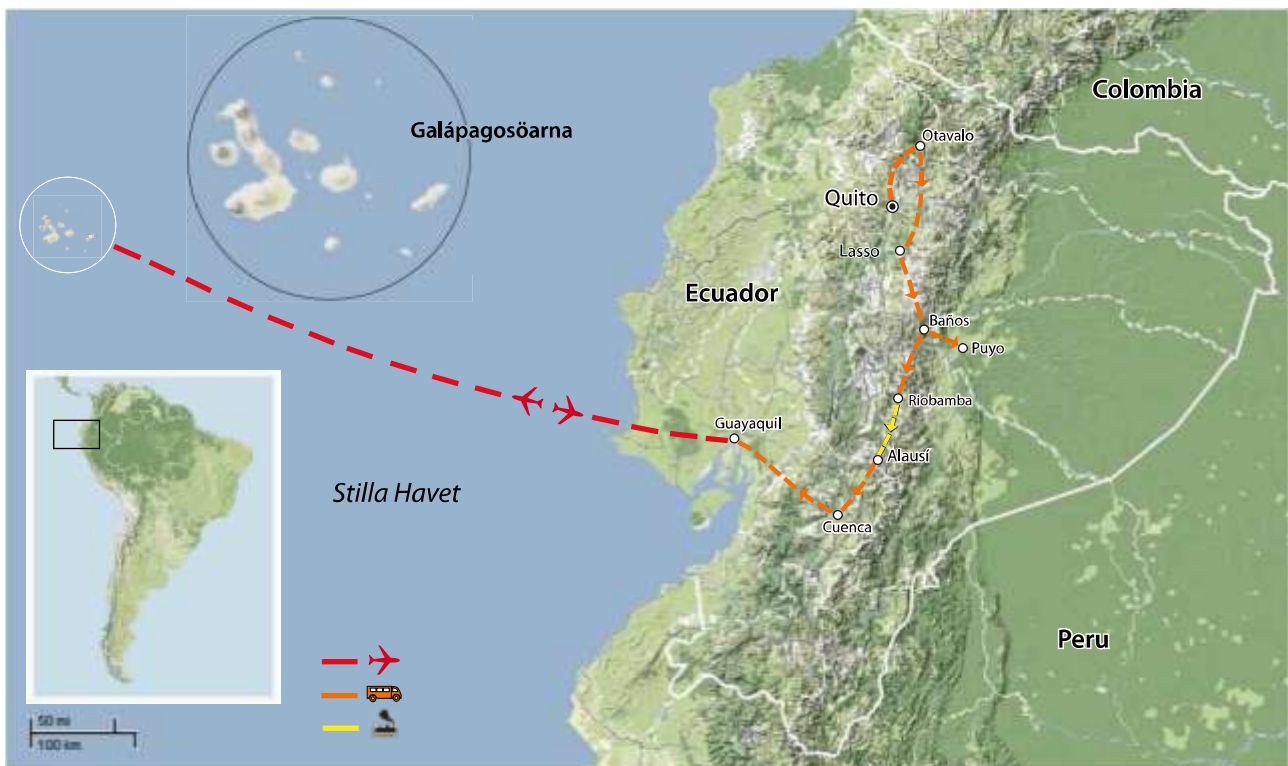 Colombia
Galápagosöarna
Otavalo
Quito
Lasso
Ecuador
Baños
Puyo
Riobamba
Guayaquil
Alausí
Stilla Havet
Cuenca
Peru
50 mi
100 km